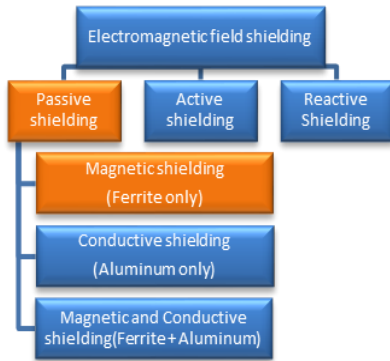 Electromagnetic field shielding
Passive
shielding
Active
shielding
Reactive
Shielding
Magnetic shielding
(Ferrite only)
Conductive shielding
(Aluminum only)
Magnetic and Conductive
shielding(Ferrite+Aluminum)